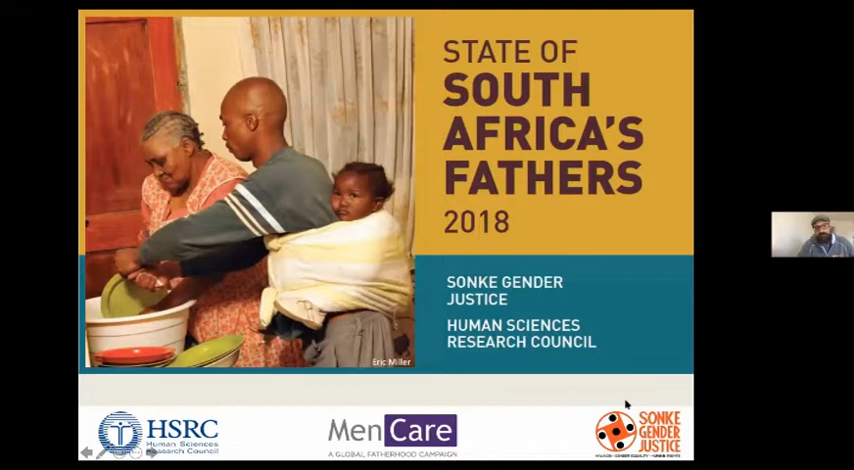 STATE OF
SOUTH
AFRICA'S
FATHERS
2018
SONKE GENDER
JUSTICE
HUMAN SCIENCES
RESEARCH COUNCIL
Eric Miller
HSRC
Human Sciences
Research Council
MenCare
A GLOBAL FATHERHOOD CAMPAIGN
SONKE
GENDER
JUSTICE